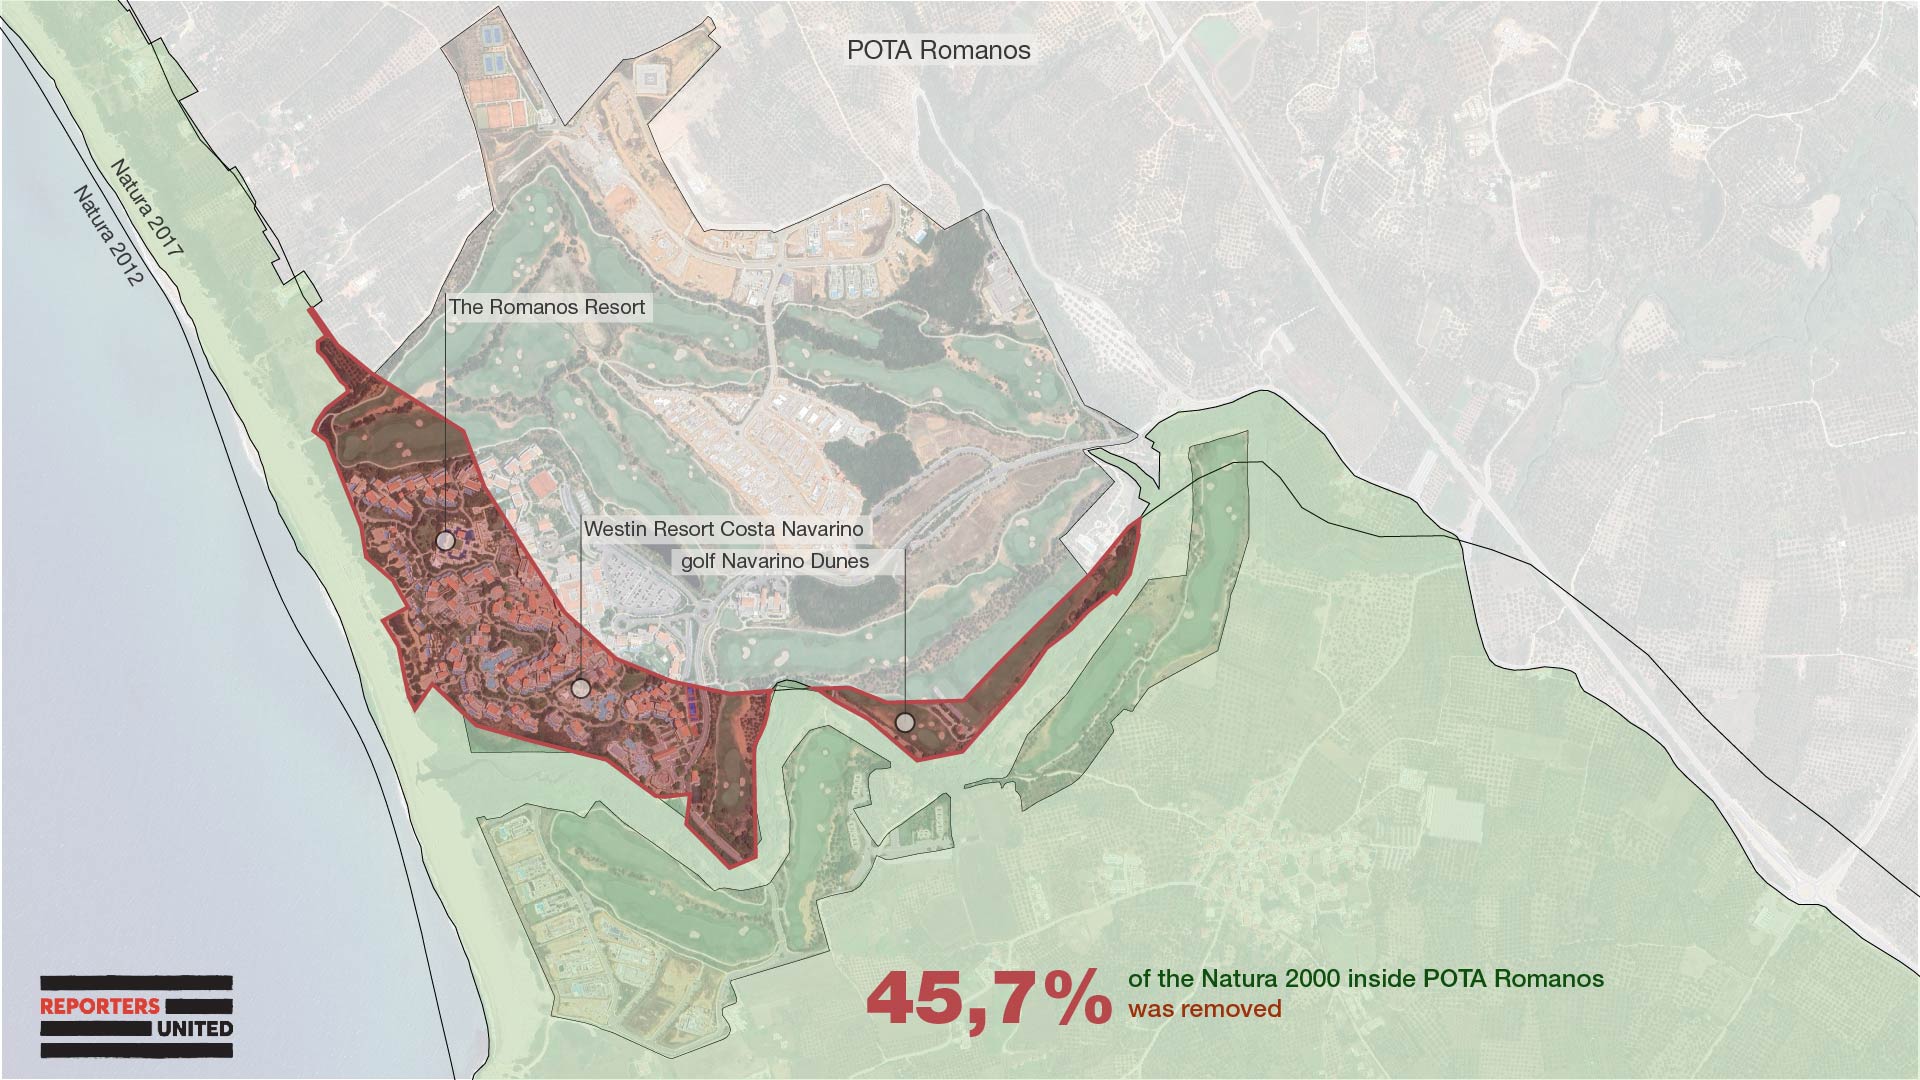 POTA Romanos
Natura 2017
Natura 2012
The Romanos Resort
Westin Resort Costa Navarino
golf Navarino Dunes
45,7%
of the Natura 2000 inside POTA Romanos
was removed
REPORTERS
UNITED